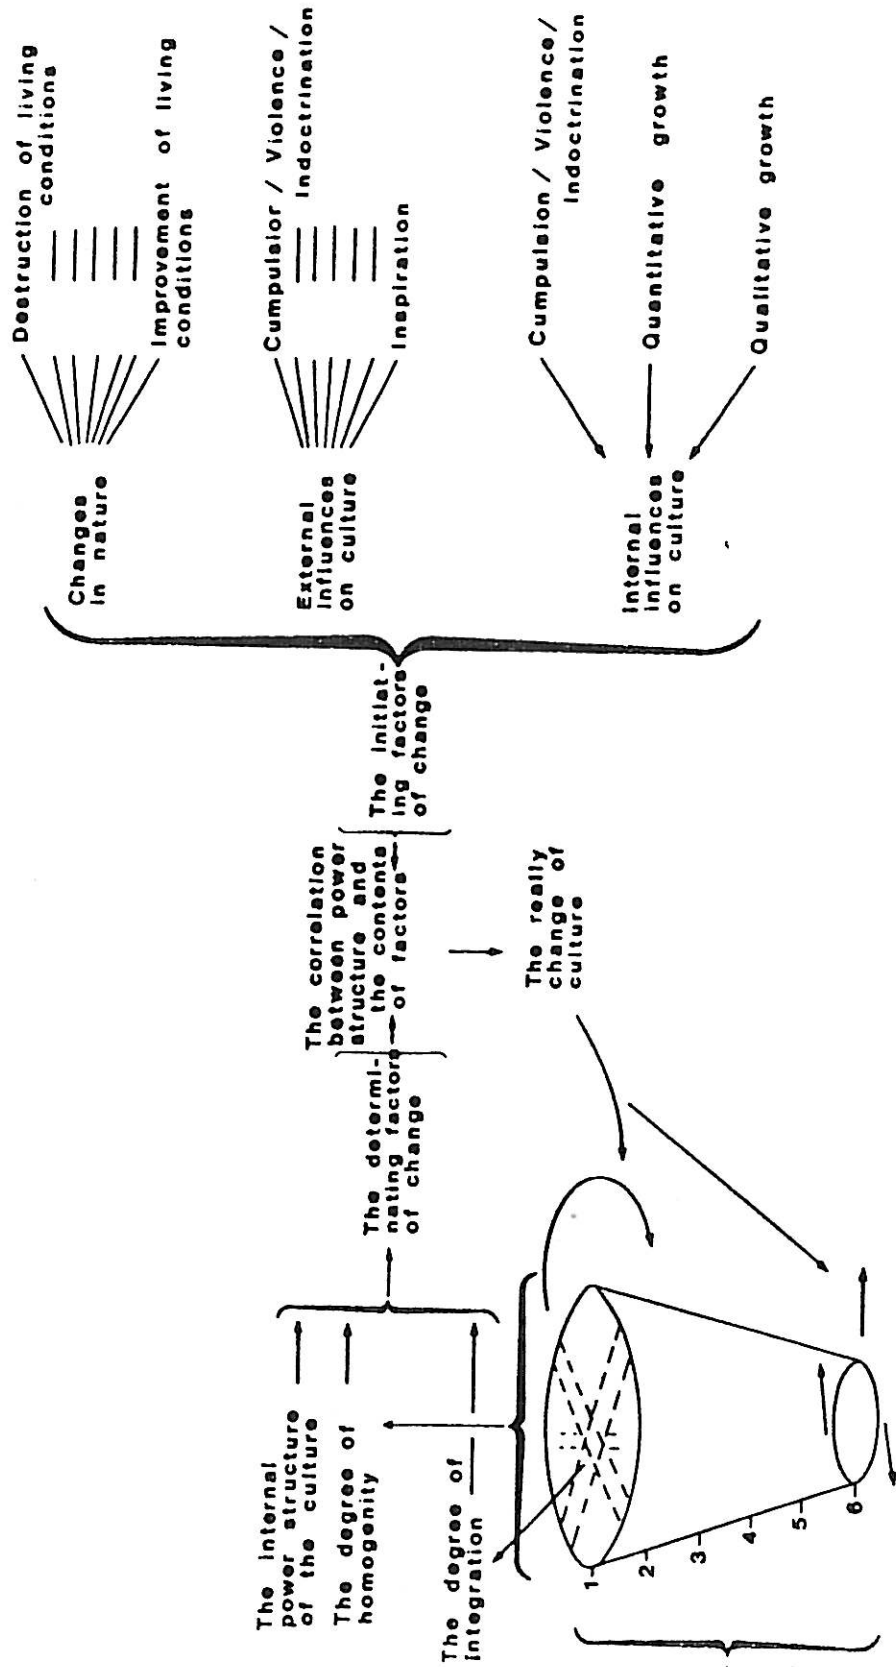 The internal
power structure
of the culture
The degree of
homogenity
The degree of
integration
The determi-
nating factors
of change
The correlation
between power
structure and
the contents
of factors
The initiat-
ing factors
of change
The really
change of
culture
Changes
in nature
Destruction of living
conditions
Improvement of living
conditions
External
influences
on culture
Cumpulsior / Violence /
Indoctrination
Inspiration
Internal
influences
on culture
Cumpulsion / Violence /
Indoctrination
Quantitative growth
Qualitative growth
1
2
3
4
5
6